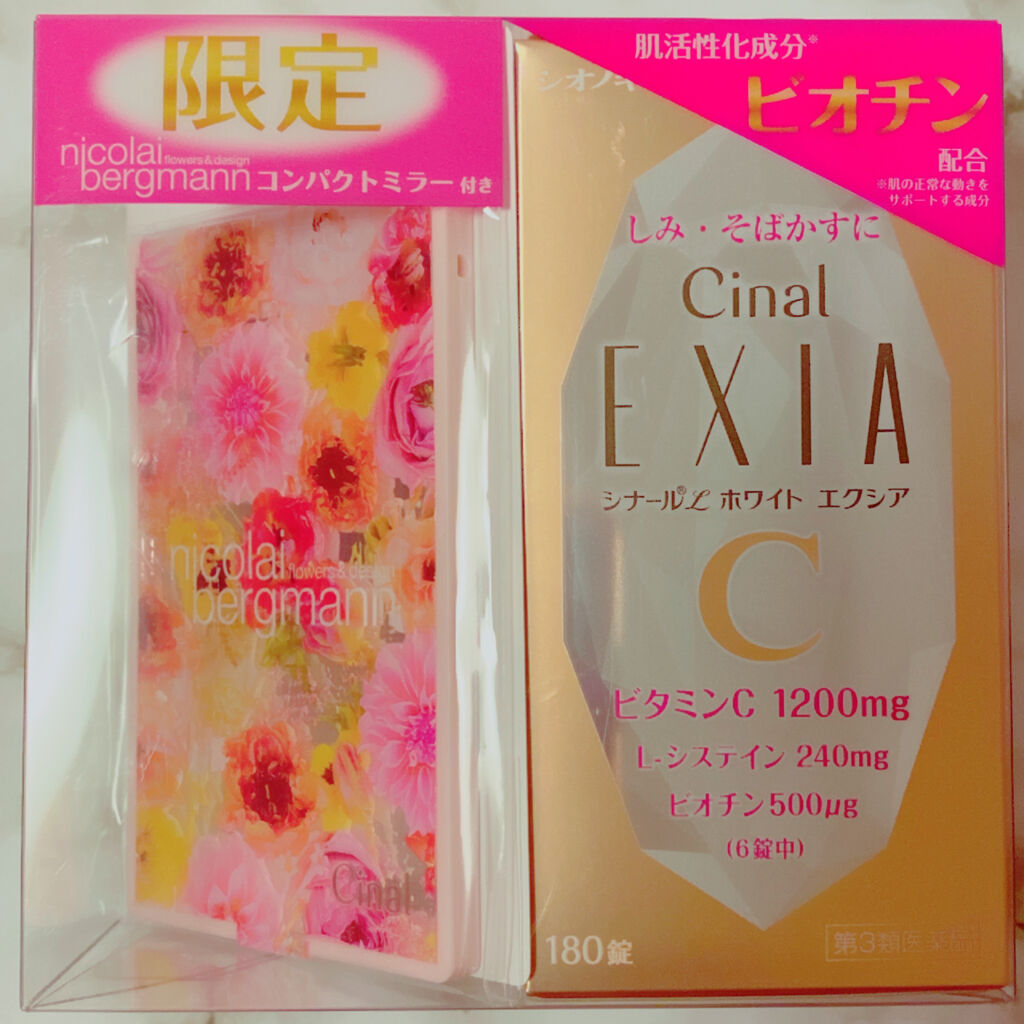 限定
nicolai
flowers & design
bergmann コンパクトミラー 付き
nicolai
flowers & design
bergmann
Cinal
肌活性化成分※
ビオチン
配合
※肌の正常な働きを
サポートする成分
シオノギ
しみ・そばかすに
Cinal
EXIA
シナール®L ホワイト エクシア
C
ビタミンC 1200mg
L-システイン 240mg
ビオチン500μg
(6錠中)
180錠
第3類医薬品